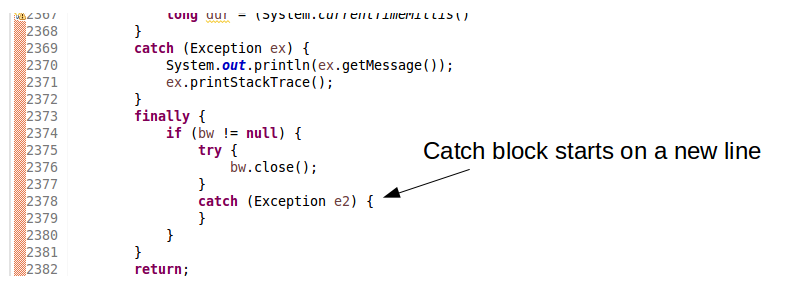 2367 long dur = (System.currentTimeMillis()
2368 }
2369 catch (Exception ex) {
2370 System.out.println(ex.getMessage());
2371 ex.printStackTrace();
2372 }
2373 finally {
2374 if (bw != null) {
2375 try {
2376 bw.close();
2377 }
2378 catch (Exception e2) {
2379 }
2380 }
2381 }
2382 return;
Catch block starts on a new line